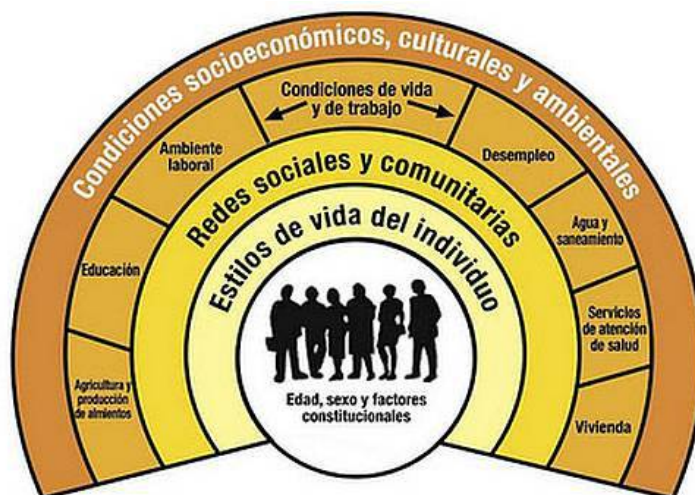 Condiciones socioeconómicos, culturales y ambientales
Condiciones de vida
y de trabajo
Ambiente
laboral
Desempleo
Redes sociales y comunitarias
Agua y
saneamiento
Educación
Estilos de vida del individuo
Servicios
de atención
de salud
Agricultura y
producción
de almientos
Vivienda
Edad, sexo y factores
constitucionales